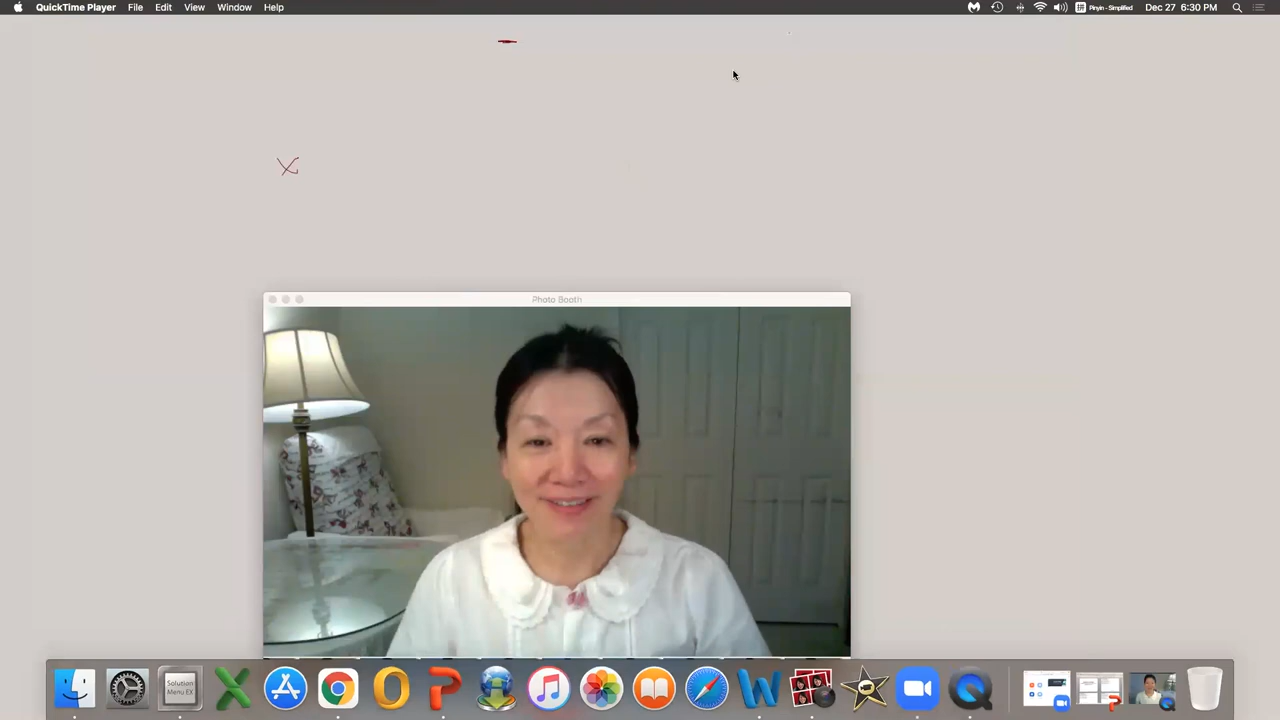 QuickTime Player File Edit View Window Help 拼 Pinyin - Simplified Dec 27 6:30 PM
Photo Booth
Solution
Menu EX